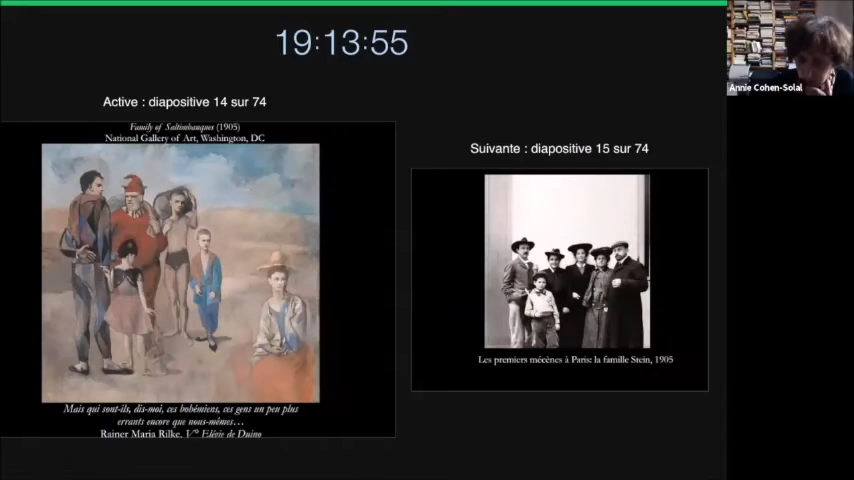 19:13:55
Active : diapositive 14 sur 74
Family of Saltimbanques (1905)
National Gallery of Art, Washington, DC
Mais qui sont-ils, dis-moi, ces bohémiens, ces gens un peu plus
errants encore que nous-mêmes…
Rainer Maria Rilke, V° Elégie de Duino
Suivante : diapositive 15 sur 74
Les premiers mécènes à Paris: la famille Stein, 1905
Annie Cohen-Solal